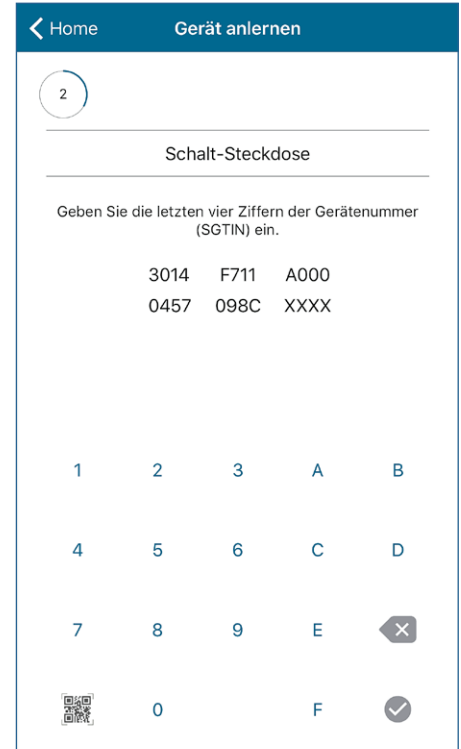 Home Gerät anlernen
2
Schalt-Steckdose
Geben Sie die letzten vier Ziffern der Gerätenummer
(SGTIN) ein.
3014 F711 A000
0457 098C XXXX
1 2 3 A B
4 5 6 C D
7 8 9 E
0 F